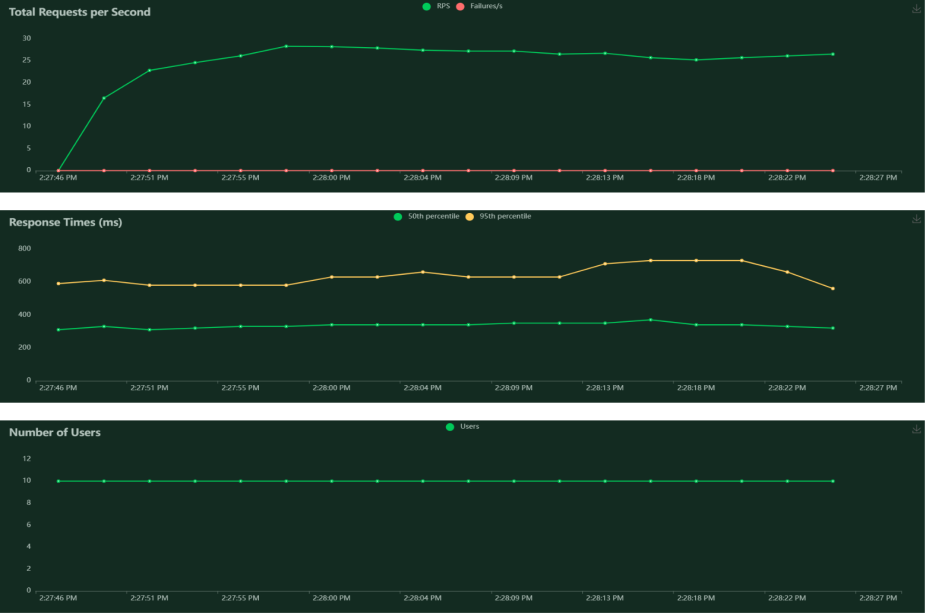 Total Requests per Second
RPS Failures/s
30
25
20
15
10
5
0
2:27:46 PM 2:27:51 PM 2:27:55 PM 2:28:00 PM 2:28:04 PM 2:28:09 PM 2:28:13 PM 2:28:18 PM 2:28:22 PM 2:28:27 PM
Response Times (ms)
50th percentile 95th percentile
800
600
400
200
0
2:27:46 PM 2:27:51 PM 2:27:55 PM 2:28:00 PM 2:28:04 PM 2:28:09 PM 2:28:13 PM 2:28:18 PM 2:28:22 PM 2:28:27 PM
Number of Users
Users
12
10
8
6
4
2
0
2:27:46 PM 2:27:51 PM 2:27:55 PM 2:28:00 PM 2:28:04 PM 2:28:09 PM 2:28:13 PM 2:28:18 PM 2:28:22 PM 2:28:27 PM